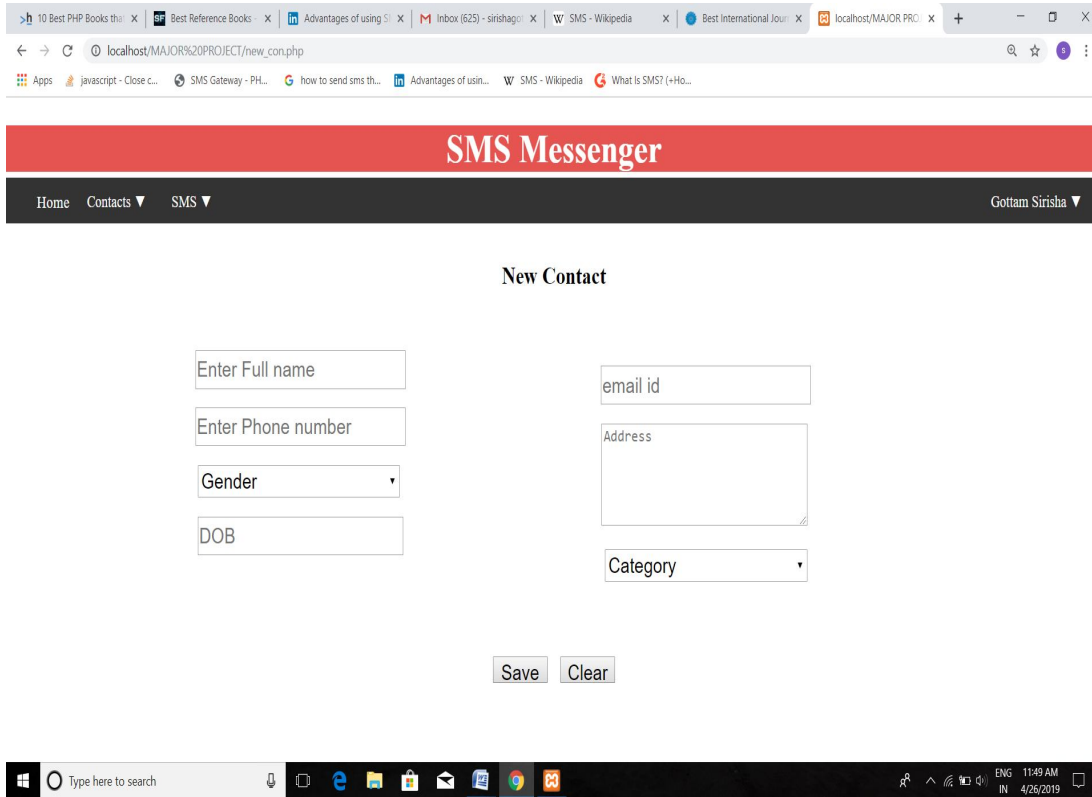 10 Best PHP Books tha
Best Reference Books -
Advantages of using S
Inbox (625) - sirishagot
SMS - Wikipedia
Best International Jour
localhost/MAJOR PRO
localhost/MAJOR%20PROJECT/new_con.php
Apps
javascript - Close c...
SMS Gateway - PH...
how to send sms th...
Advantages of usin...
SMS - Wikipedia
What Is SMS? (+Ho...
SMS Messenger
Home Contacts ▼ SMS ▼ Gottam Sirisha ▼
New Contact
Enter Full name
Enter Phone number
Gender
DOB
email id
Address
Category
Save Clear
Type here to search
ENG 11:49 AM
IN 4/26/2019